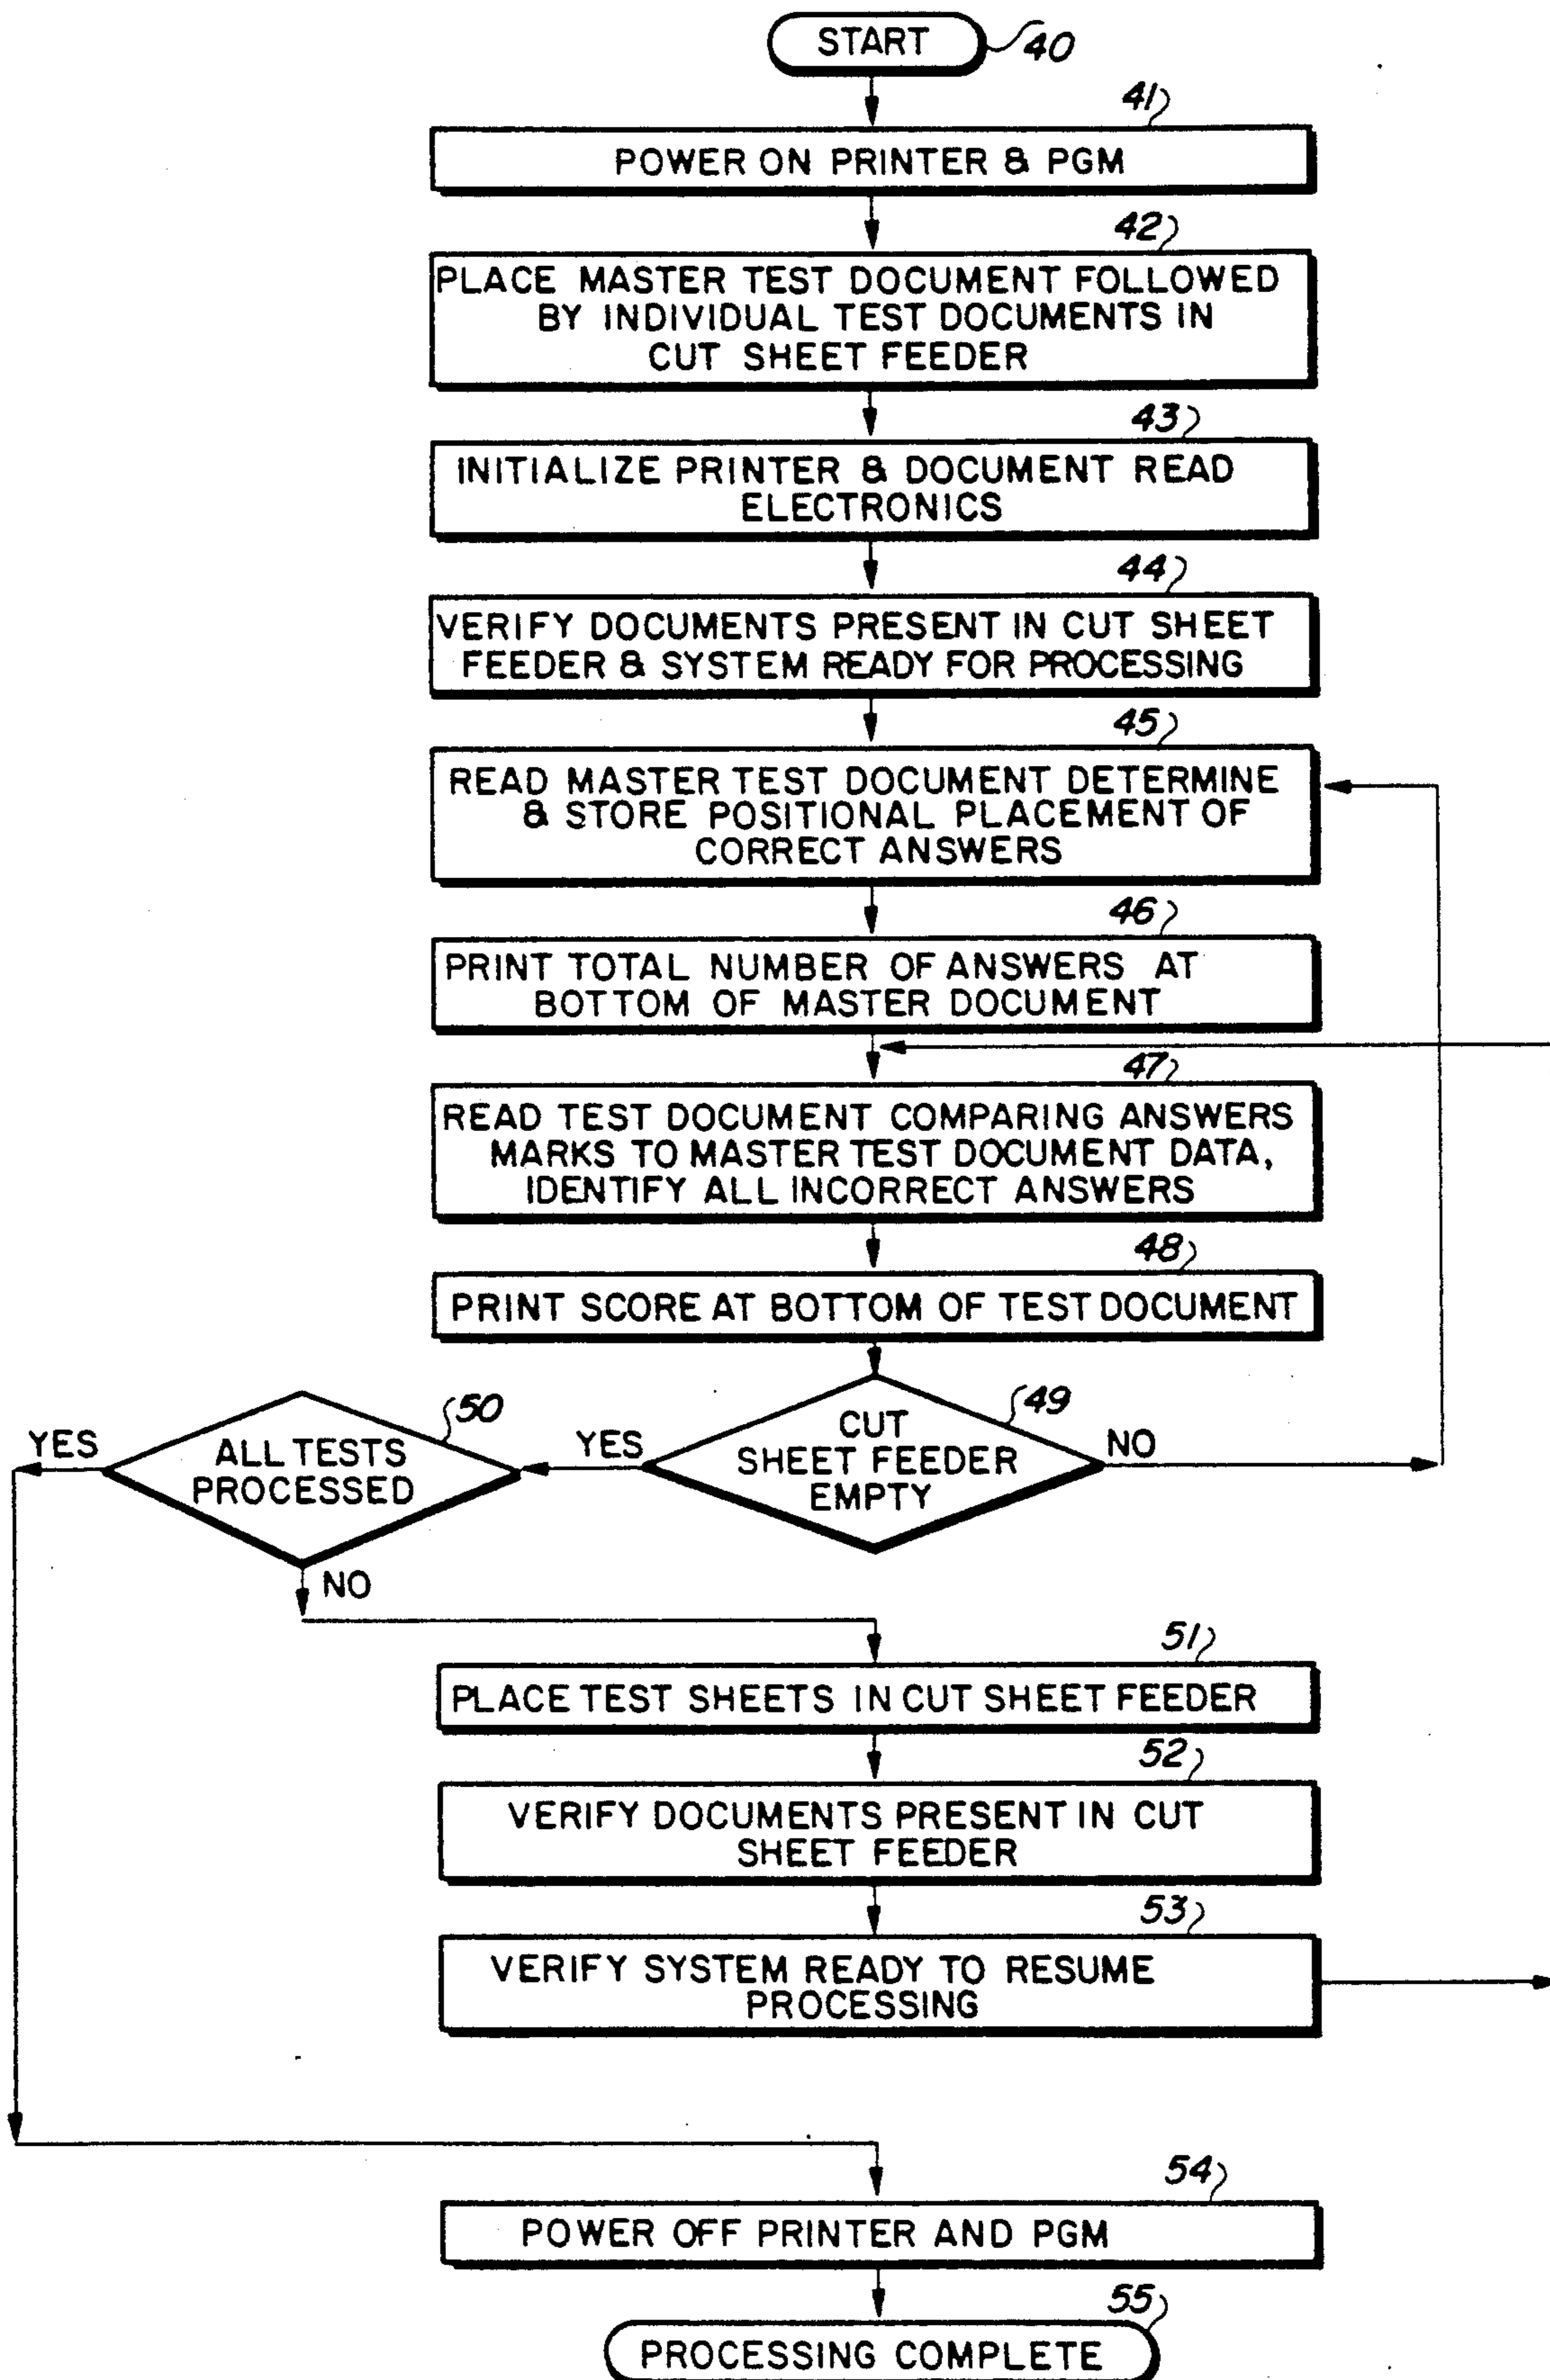 START
40
41
POWER ON PRINTER & PGM
42
PLACE MASTER TEST DOCUMENT FOLLOWED
BY INDIVIDUAL TEST DOCUMENTS IN
CUT SHEET FEEDER
43
INITIALIZE PRINTER & DOCUMENT READ
ELECTRONICS
44
VERIFY DOCUMENTS PRESENT IN CUT SHEET
FEEDER & SYSTEM READY FOR PROCESSING
45
READ MASTER TEST DOCUMENT DETERMINE
& STORE POSITIONAL PLACEMENT OF
CORRECT ANSWERS
46
PRINT TOTAL NUMBER OF ANSWERS AT
BOTTOM OF MASTER DOCUMENT
47
READ TEST DOCUMENT COMPARING ANSWERS
MARKS TO MASTER TEST DOCUMENT DATA,
IDENTIFY ALL INCORRECT ANSWERS
48
PRINT SCORE AT BOTTOM OF TEST DOCUMENT
49
CUT
SHEET FEEDER
EMPTY
NO
YES
50
ALL TESTS
PROCESSED
YES
NO
51
PLACE TEST SHEETS IN CUT SHEET FEEDER
52
VERIFY DOCUMENTS PRESENT IN CUT
SHEET FEEDER
53
VERIFY SYSTEM READY TO RESUME
PROCESSING
54
POWER OFF PRINTER AND PGM
55
PROCESSING COMPLETE